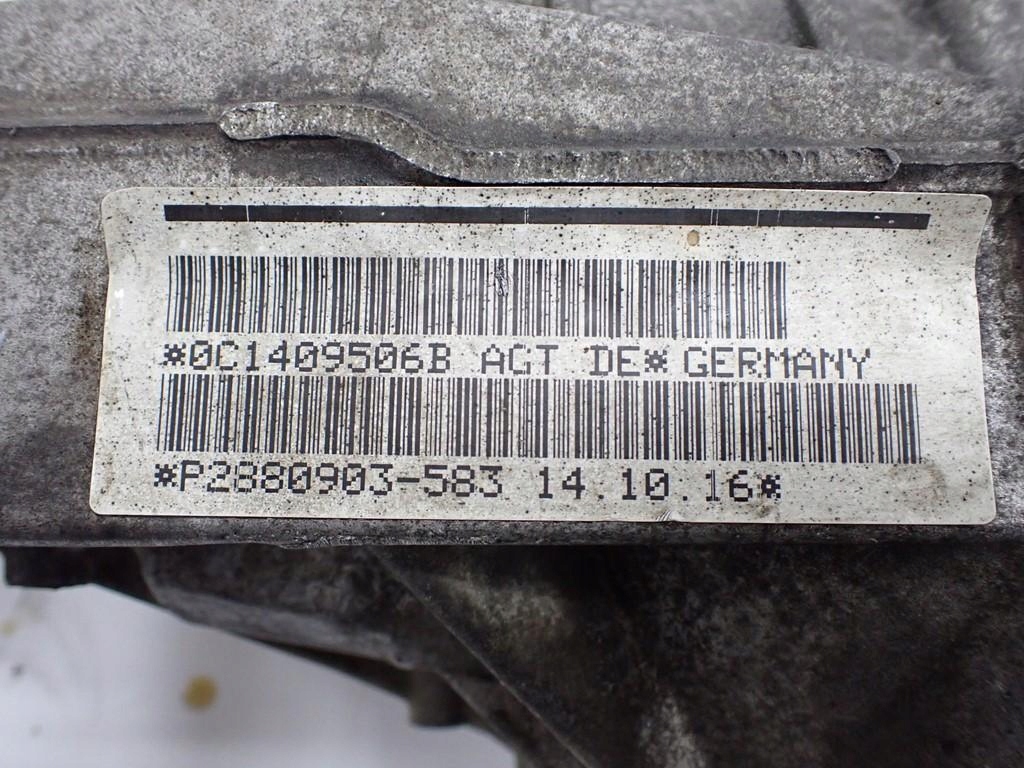 *0C1409506B AGT DE* GERMANY
*P2880903-583 14.10.16*